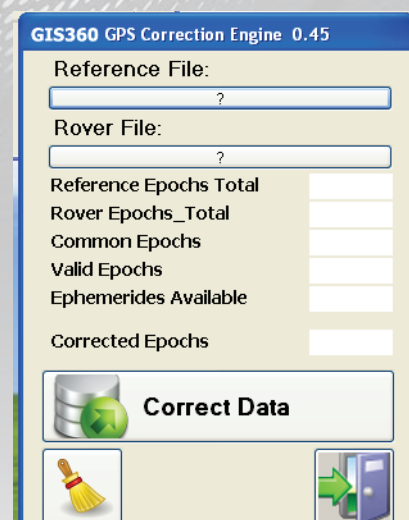 GIS360 GPS Correction Engine 0.45
Reference File:
?
Rover File:
?
Reference Epochs Total
Rover Epochs_Total
Common Epochs
Valid Epochs
Ephemerides Available
Corrected Epochs
Correct Data